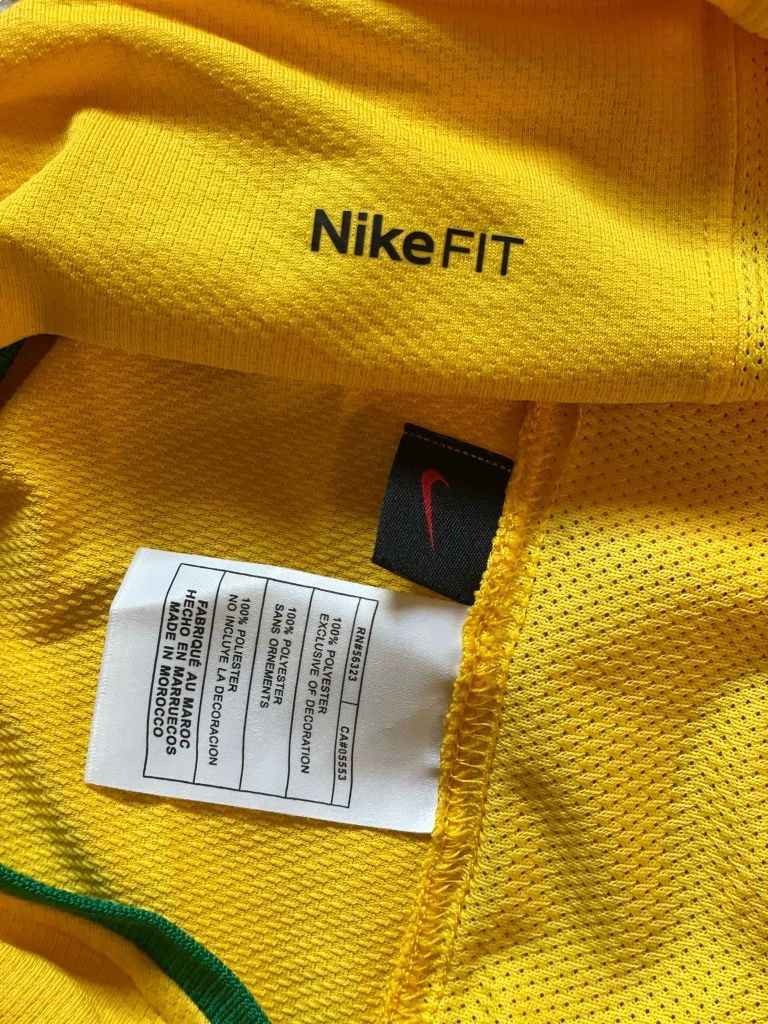 NikeFIT
RN#56323 CA#05553
100% POLYESTER
EXCLUSIVE OF DECORATION
100% POLYESTER
SANS ORNEMENTS
100% POLIESTER
NO INCLUYE LA DECORACION
FABRIQUÉ AU MAROC
HECHO EN MARRUECOS
MADE IN MOROCCO